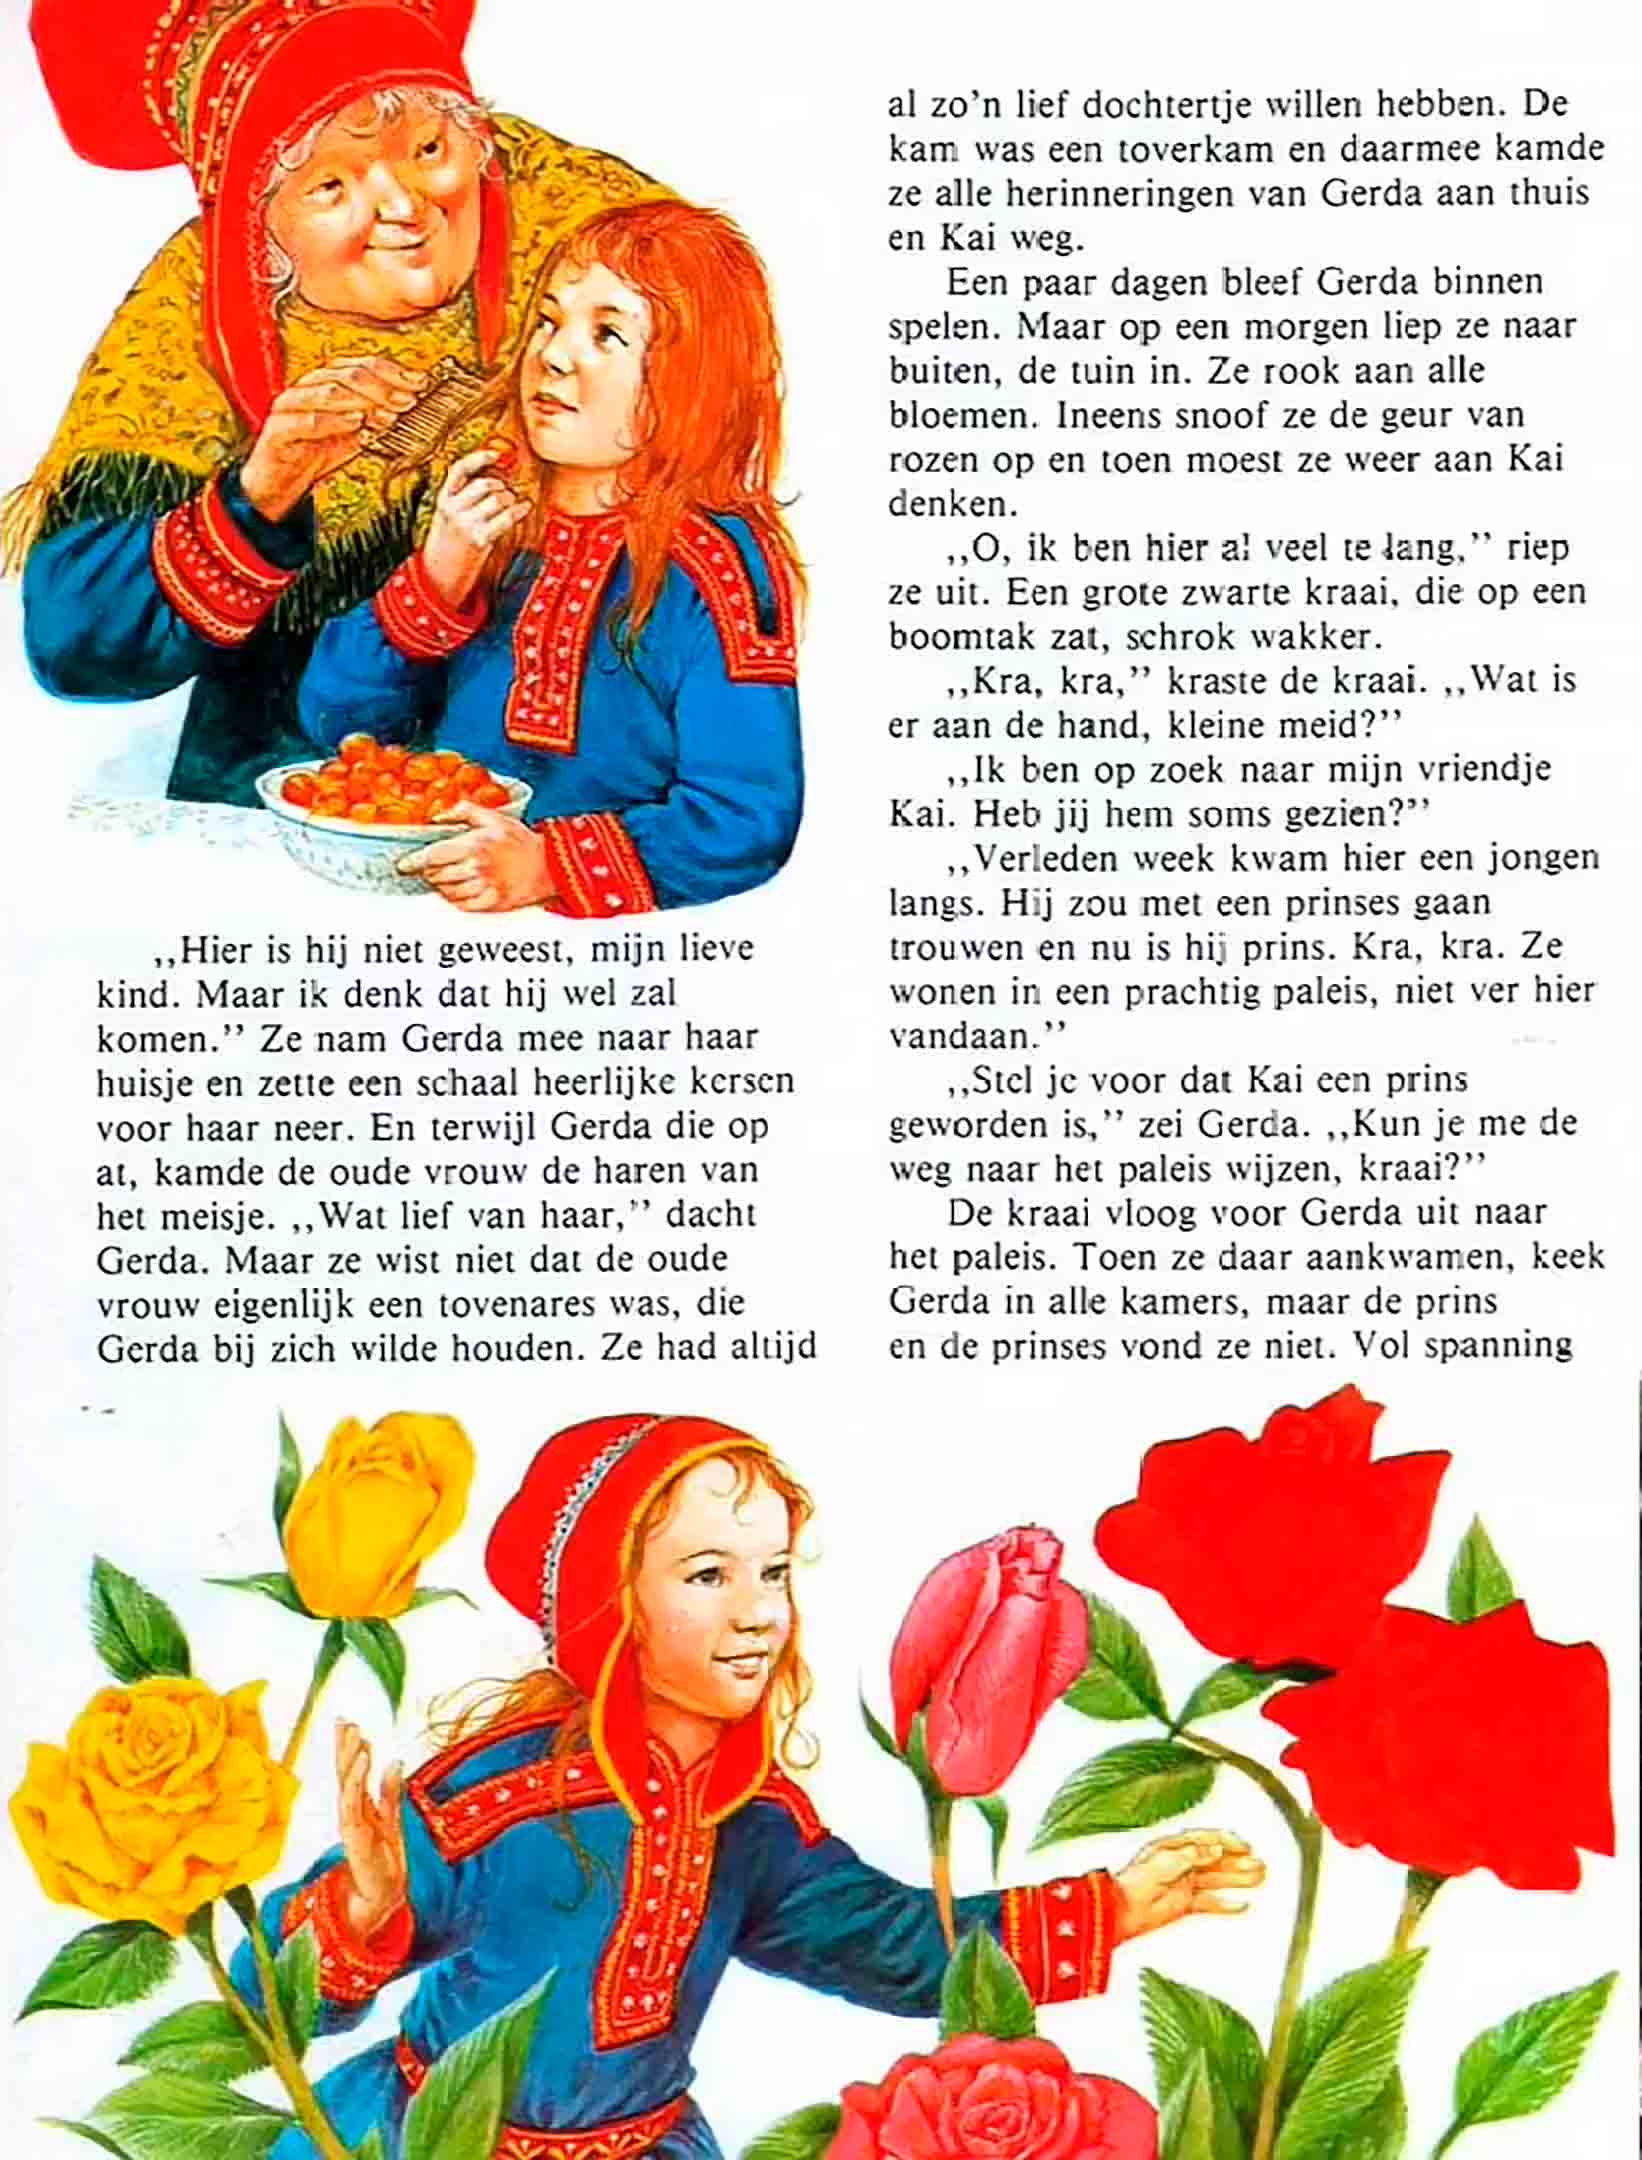 ,,Hier is hij niet geweest, mijn lieve
kind. Maar ik denk dat hij wel zal
komen.’’ Ze nam Gerda mee naar haar
huisje en zette een schaal heerlijke kersen
voor haar neer. En terwijl Gerda die op
at, kamde de oude vrouw de haren van
het meisje. ,,Wat lief van haar,’’ dacht
Gerda. Maar ze wist niet dat de oude
vrouw eigenlijk een tovenares was, die
Gerda bij zich wilde houden. Ze had altijd
al zo’n lief dochtertje willen hebben. De
kam was een toverkam en daarmee kamde
ze alle herinneringen van Gerda aan thuis
en Kai weg.
Een paar dagen bleef Gerda binnen
spelen. Maar op een morgen liep ze naar
buiten, de tuin in. Ze rook aan alle
bloemen. Ineens snoof ze de geur van
rozen op en toen moest ze weer aan Kai
denken.
,,O, ik ben hier al veel te lang,’’ riep
ze uit. Een grote zwarte kraai, die op een
boomtak zat, schrok wakker.
,,Kra, kra,’’ kraste de kraai. ,,Wat is
er aan de hand, kleine meid?’’
,,Ik ben op zoek naar mijn vriendje
Kai. Heb jij hem soms gezien?’’
,,Verleden week kwam hier een jongen
langs. Hij zou met een prinses gaan
trouwen en nu is hij prins. Kra, kra. Ze
wonen in een prachtig paleis, niet ver hier
vandaan.’’
,,Stel je voor dat Kai een prins
geworden is,’’ zei Gerda. ,,Kun je me de
weg naar het paleis wijzen, kraai?’’
De kraai vloog voor Gerda uit naar
het paleis. Toen ze daar aankwamen, keek
Gerda in alle kamers, maar de prins
en de prinses vond ze niet. Vol spanning